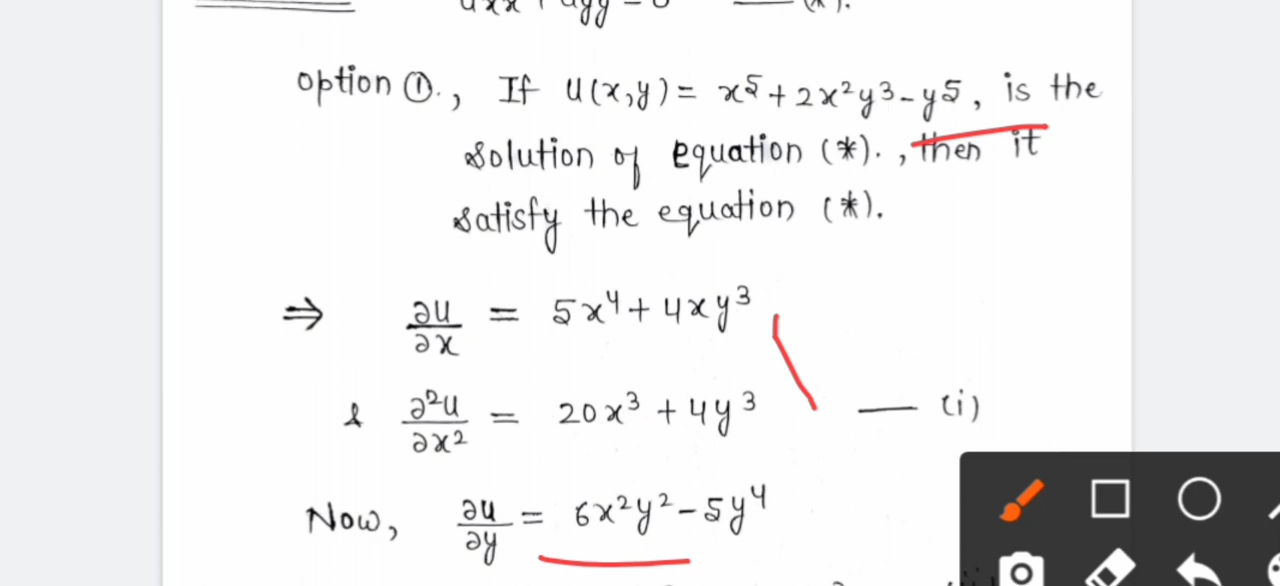 option ①., If u(x,y) = x⁵ + 2x²y³ - y⁵, is the
solution of equation (*). , then it
satisfy the equation (*).
⇒ ∂u/∂x = 5x⁴ + 4xy³
& ∂²u/∂x² = 20x³ + 4y³ — (i)
Now, ∂u/∂y = 6x²y² - 5y⁴